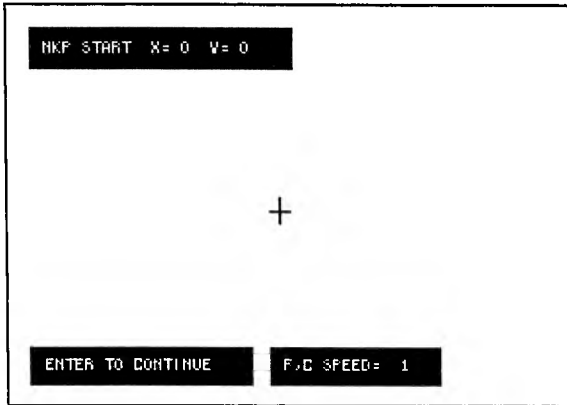 NKP START X= 0 Y= 0
ENTER TO CONTINUE
F,C SPEED= 1